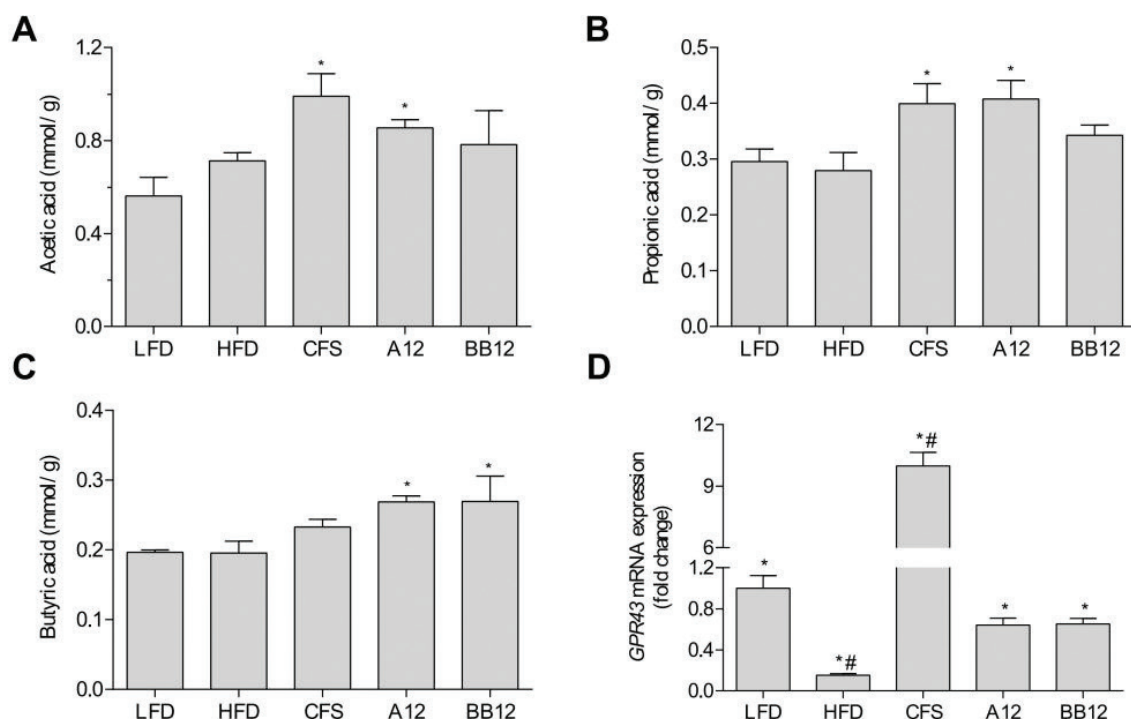 A
Acetic acid (mmol/ g)
1.2
0.8
0.4
0.0
*
*
LFD HFD CFS A12 BB12
B
Propionic acid (mmol/ g)
0.5
0.4
0.3
0.2
0.1
0.0
*
*
LFD HFD CFS A12 BB12
C
Butyric acid (mmol/ g)
0.4
0.3
0.2
0.1
0.0
*
*
LFD HFD CFS A12 BB12
D
GPR43 mRNA expression
(fold change)
12
9
6
1.2
0.8
0.4
0.0
*
*#
*#
*
*
LFD HFD CFS A12 BB12